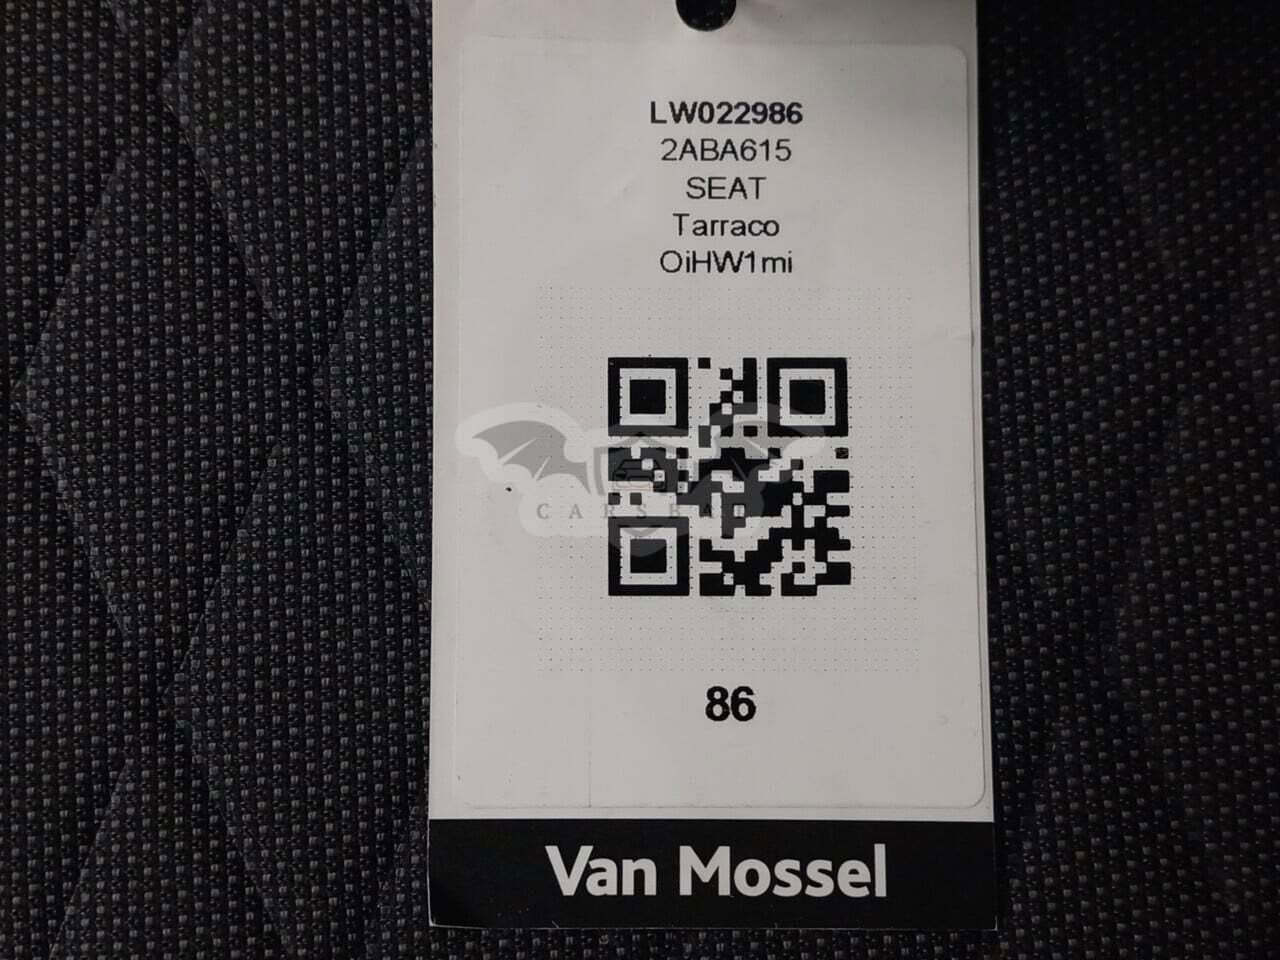 LW022986
2ABA615
SEAT
Tarraco
OiHW1mi
86
Van Mossel